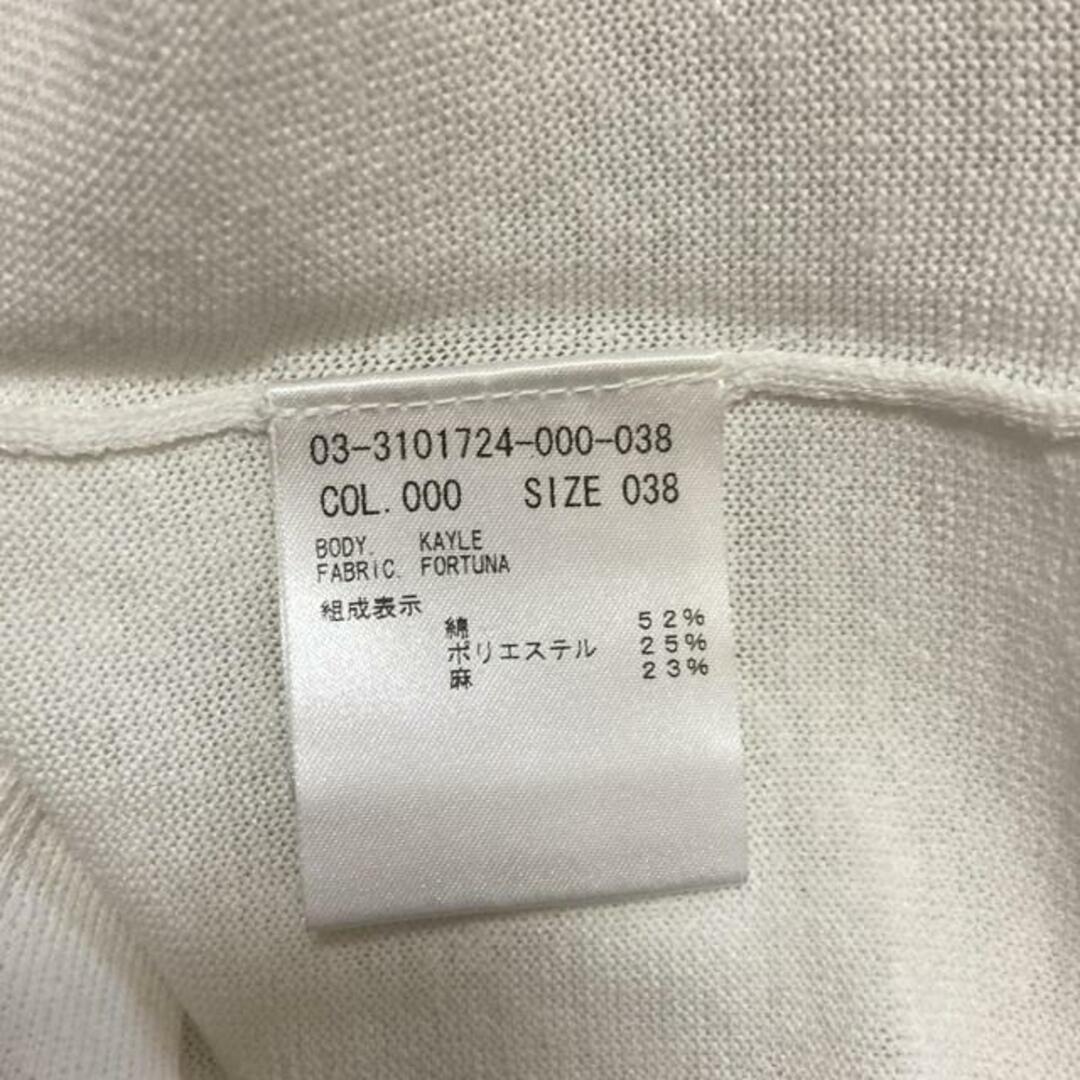 03-3101724-000-038
COL.000 SIZE 038
BODY. KAYLE
FABRIC. FORTUNA
組成表示
綿 52%
ポリエステル 25%
麻 23%